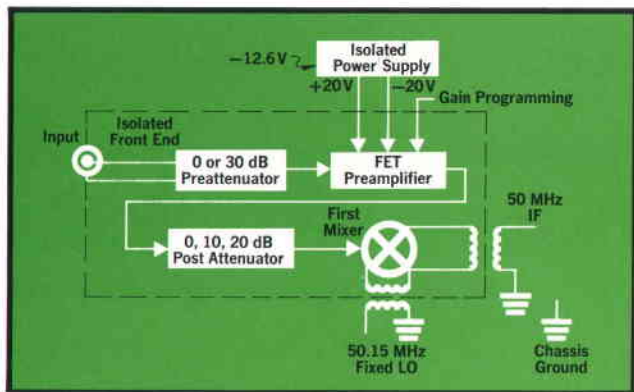 Isolated
Power Supply
−12.6V
+20V
−20V
Gain Programming
Input
Isolated
Front End
0 or 30 dB
Preattenuator
FET
Preamplifier
0, 10, 20 dB
Post Attenuator
First
Mixer
50 MHz
IF
50.15 MHz
Fixed LO
Chassis
Ground